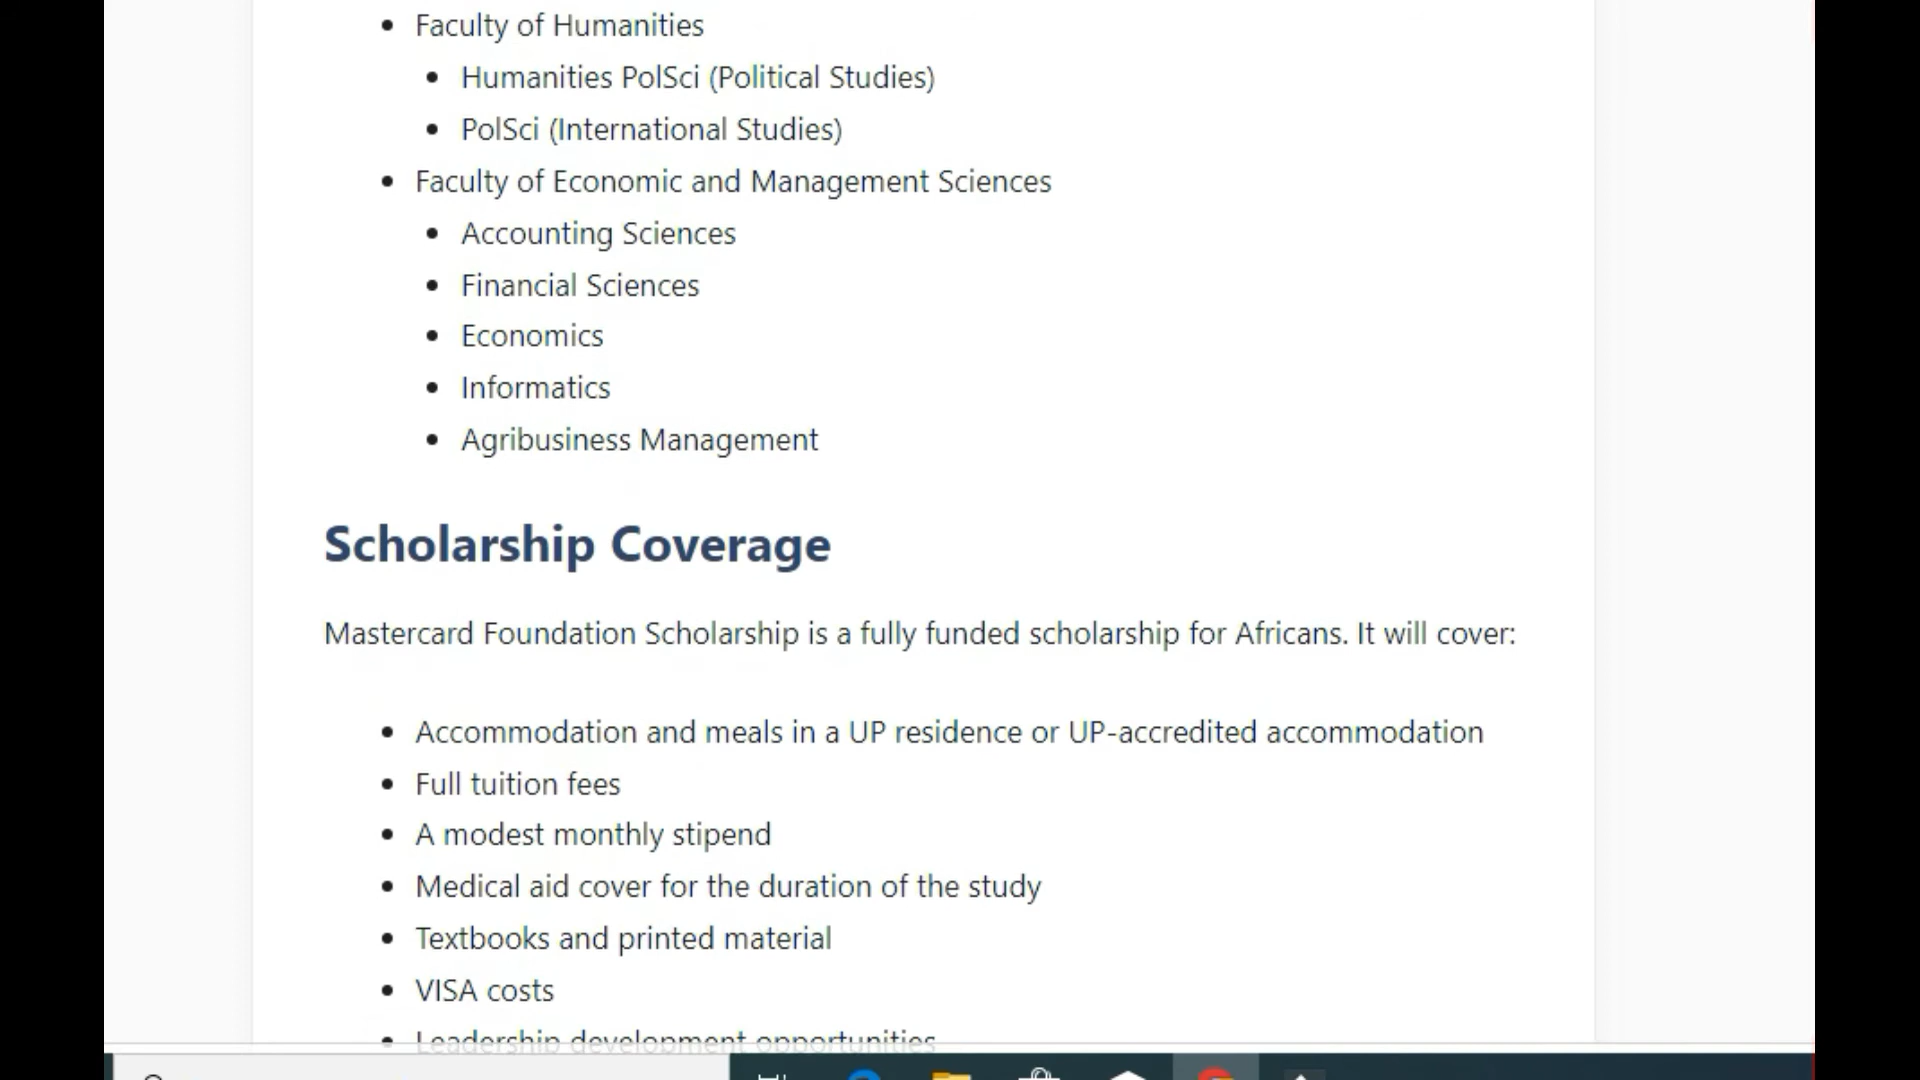 Faculty of Humanities
Humanities PolSci (Political Studies)
PolSci (International Studies)
Faculty of Economic and Management Sciences
Accounting Sciences
Financial Sciences
Economics
Informatics
Agribusiness Management
Scholarship Coverage
Mastercard Foundation Scholarship is a fully funded scholarship for Africans. It will cover:
Accommodation and meals in a UP residence or UP-accredited accommodation
Full tuition fees
A modest monthly stipend
Medical aid cover for the duration of the study
Textbooks and printed material
VISA costs
Leadership development opportunities